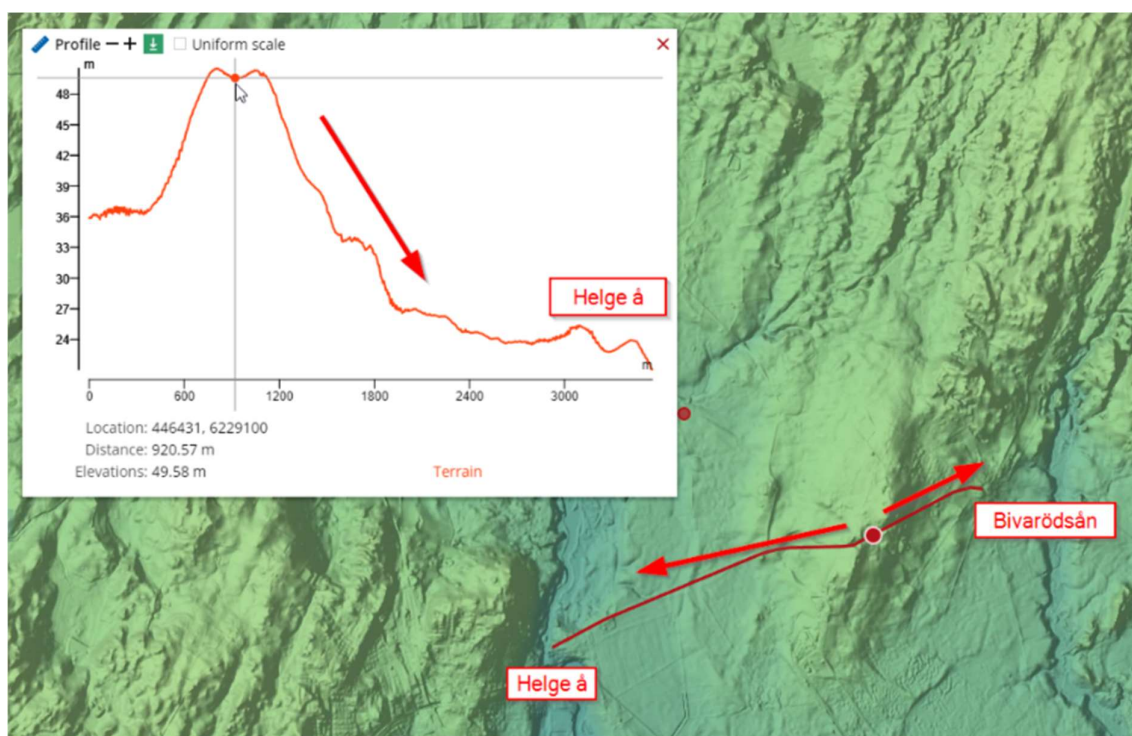 Profile
Uniform scale
m
48
45
42
39
36
33
30
27
24
Helge å
m
0 600 1200 1800 2400 3000
Location: 446431, 6229100
Distance: 920.57 m
Elevations: 49.58 m
Terrain
Bivarödsån
Helge å